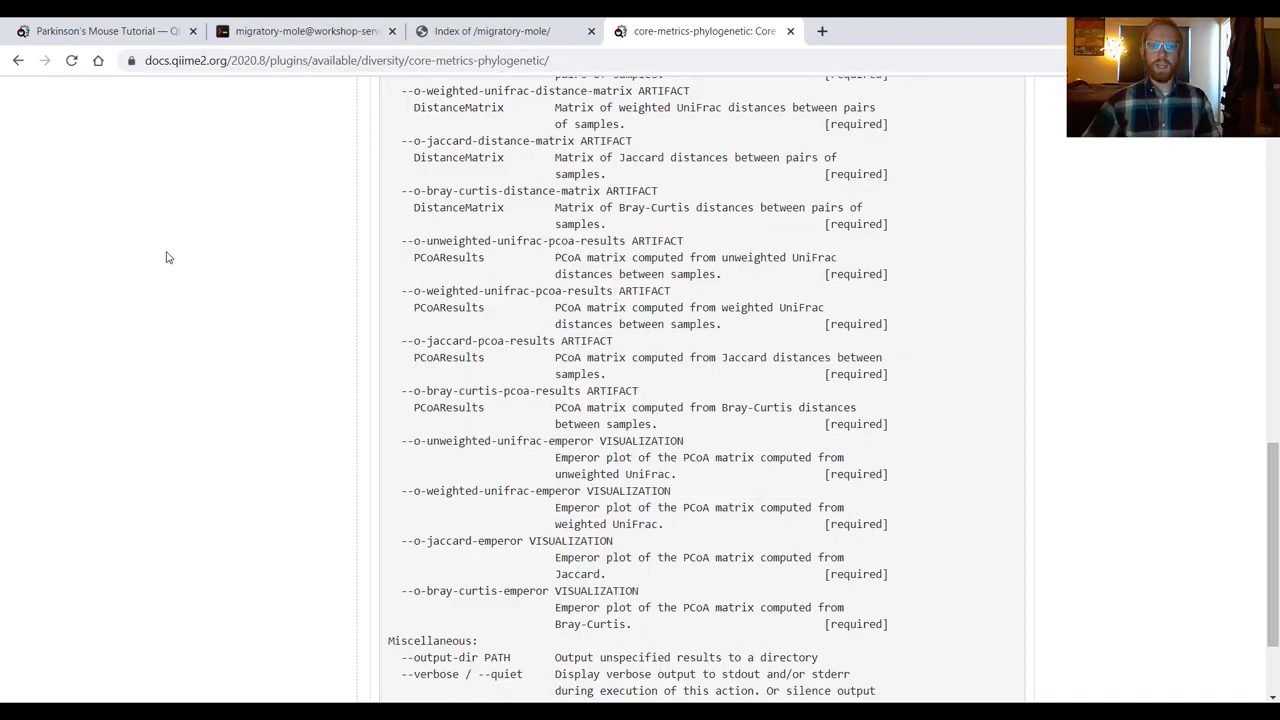 Parkinson's Mouse Tutorial — Q
migratory-mole@workshop-serv
Index of /migratory-mole/
core-metrics-phylogenetic: Core
docs.qiime2.org/2020.8/plugins/available/diversity/core-metrics-phylogenetic/
pairs of samples. [required]
--o-weighted-unifrac-distance-matrix ARTIFACT
DistanceMatrix Matrix of weighted UniFrac distances between pairs
of samples. [required]
--o-jaccard-distance-matrix ARTIFACT
DistanceMatrix Matrix of Jaccard distances between pairs of
samples. [required]
--o-bray-curtis-distance-matrix ARTIFACT
DistanceMatrix Matrix of Bray-Curtis distances between pairs of
samples. [required]
--o-unweighted-unifrac-pcoa-results ARTIFACT
PCoAResults PCoA matrix computed from unweighted UniFrac
distances between samples. [required]
--o-weighted-unifrac-pcoa-results ARTIFACT
PCoAResults PCoA matrix computed from weighted UniFrac
distances between samples. [required]
--o-jaccard-pcoa-results ARTIFACT
PCoAResults PCoA matrix computed from Jaccard distances between
samples. [required]
--o-bray-curtis-pcoa-results ARTIFACT
PCoAResults PCoA matrix computed from Bray-Curtis distances
between samples. [required]
--o-unweighted-unifrac-emperor VISUALIZATION
Emperor plot of the PCoA matrix computed from
unweighted UniFrac. [required]
--o-weighted-unifrac-emperor VISUALIZATION
Emperor plot of the PCoA matrix computed from
weighted UniFrac. [required]
--o-jaccard-emperor VISUALIZATION
Emperor plot of the PCoA matrix computed from
Jaccard. [required]
--o-bray-curtis-emperor VISUALIZATION
Emperor plot of the PCoA matrix computed from
Bray-Curtis. [required]
Miscellaneous:
--output-dir PATH Output unspecified results to a directory
--verbose / --quiet Display verbose output to stdout and/or stderr
during execution of this action. Or silence output